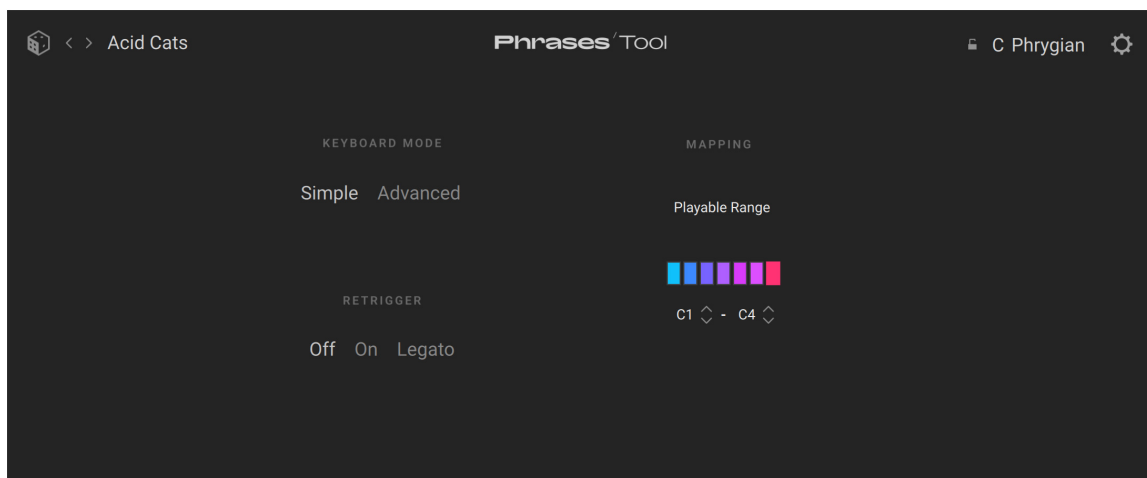 Acid Cats
Phrases/Tool
C Phrygian
KEYBOARD MODE
Simple Advanced
RETRIGGER
Off On Legato
MAPPING
Playable Range
C1 - C4